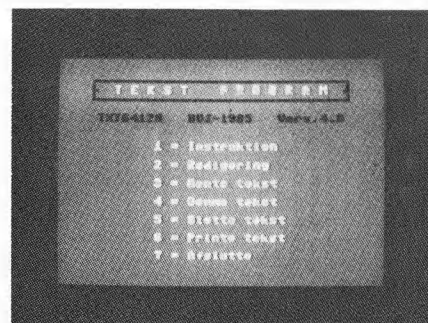 TEKST PROGRAM
TXT64128 BUJ-1985 Vers.4.0
1 = Instruktion
2 = Redigering
3 = Hente tekst
4 = Gemme tekst
5 = Slette tekst
6 = Printe tekst
7 = Afslutte